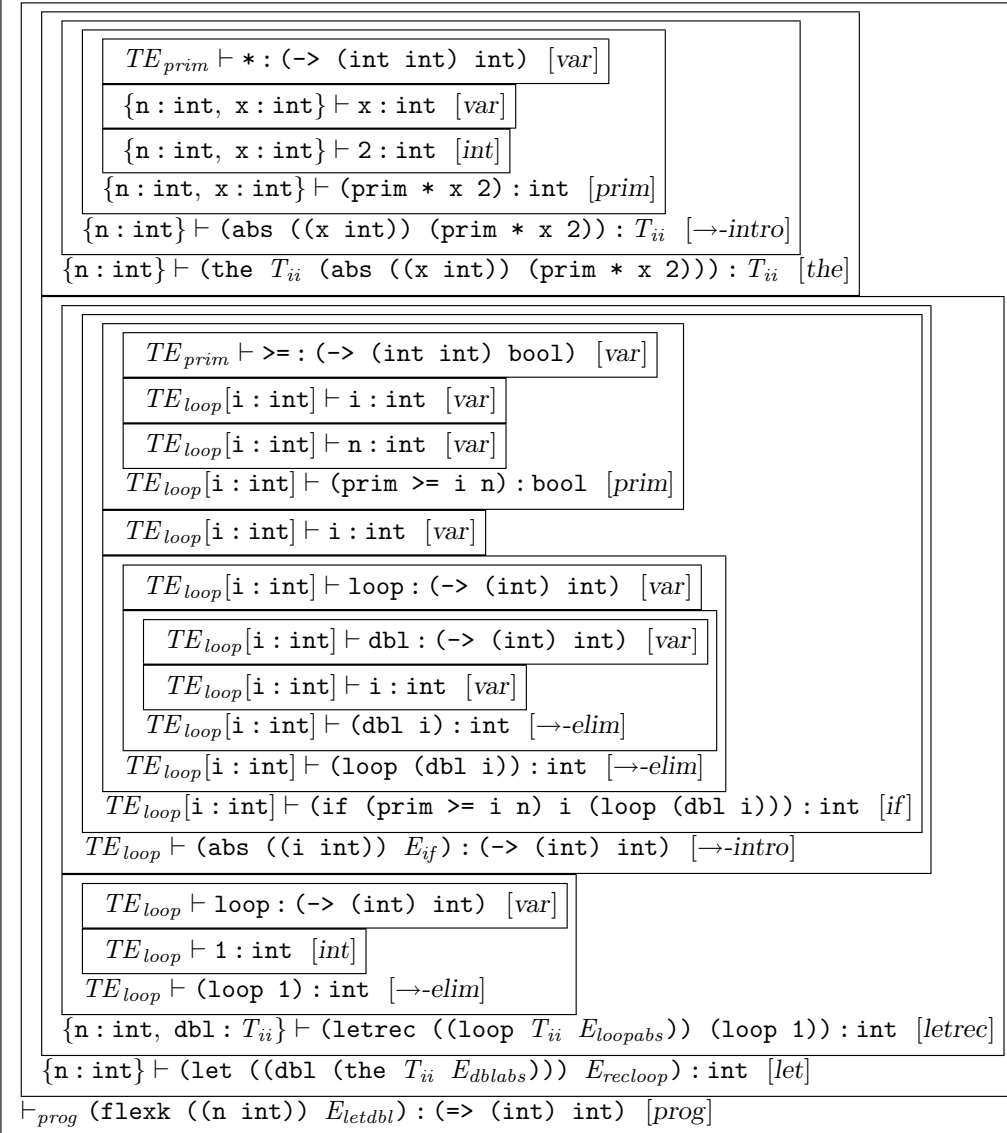 TE_prim ⊢ * : (-> (int int) int) [var]
{n : int, x : int} ⊢ x : int [var]
{n : int, x : int} ⊢ 2 : int [int]
{n : int, x : int} ⊢ (prim * x 2) : int [prim]
{n : int} ⊢ (abs ((x int)) (prim * x 2)) : T_ii [→-intro]
{n : int} ⊢ (the T_ii (abs ((x int)) (prim * x 2))) : T_ii [the]
TE_prim ⊢ >= : (-> (int int) bool) [var]
TE_loop[i : int] ⊢ i : int [var]
TE_loop[i : int] ⊢ n : int [var]
TE_loop[i : int] ⊢ (prim >= i n) : bool [prim]
TE_loop[i : int] ⊢ i : int [var]
TE_loop[i : int] ⊢ loop : (-> (int) int) [var]
TE_loop[i : int] ⊢ dbl : (-> (int) int) [var]
TE_loop[i : int] ⊢ i : int [var]
TE_loop[i : int] ⊢ (dbl i) : int [→-elim]
TE_loop[i : int] ⊢ (loop (dbl i)) : int [→-elim]
TE_loop[i : int] ⊢ (if (prim >= i n) i (loop (dbl i))) : int [if]
TE_loop ⊢ (abs ((i int)) E_if) : (-> (int) int) [→-intro]
TE_loop ⊢ loop : (-> (int) int) [var]
TE_loop ⊢ 1 : int [int]
TE_loop ⊢ (loop 1) : int [→-elim]
{n : int, dbl : T_ii} ⊢ (letrec ((loop T_ii E_loopabs)) (loop 1)) : int [letrec]
{n : int} ⊢ (let ((dbl (the T_ii E_dblabs))) E_recloop) : int [let]
⊢_prog (flexk ((n int)) E_letdbl) : (=> (int) int) [prog]